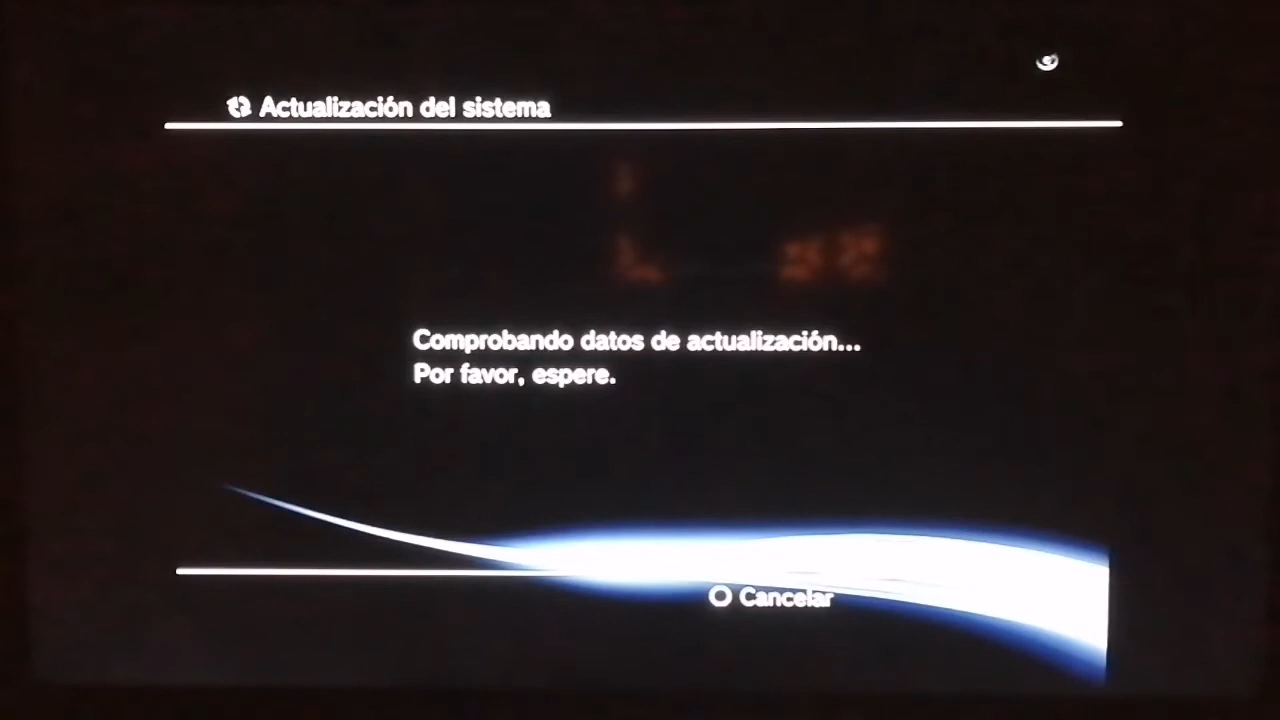 Actualización del sistema
Comprobando datos de actualización...
Por favor, espere.
Cancelar